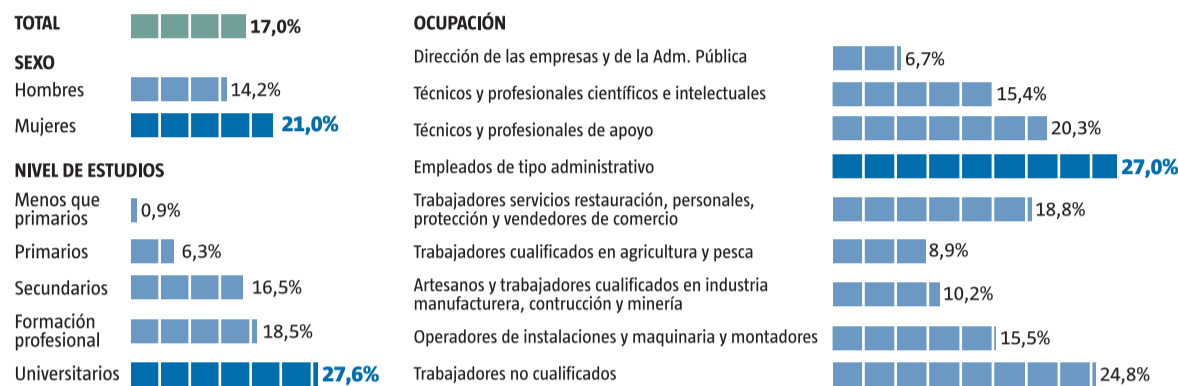 TOTAL
17,0%
SEXO
Hombres
14,2%
Mujeres
21,0%
NIVEL DE ESTUDIOS
Menos que
primarios
0,9%
Primarios
6,3%
Secundarios
16,5%
Formación
profesional
18,5%
Universitarios
27,6%
OCUPACIÓN
Dirección de las empresas y de la Adm. Pública
6,7%
Técnicos y profesionales científicos e intelectuales
15,4%
Técnicos y profesionales de apoyo
20,3%
Empleados de tipo administrativo
27,0%
Trabajadores servicios restauración, personales,
protección y vendedores de comercio
18,8%
Trabajadores cualificados en agricultura y pesca
8,9%
Artesanos y trabajadores cualificados en industria
manufacturera, contrucción y minería
10,2%
Operadores de instalaciones y maquinaria y montadores
15,5%
Trabajadores no cualificados
24,8%